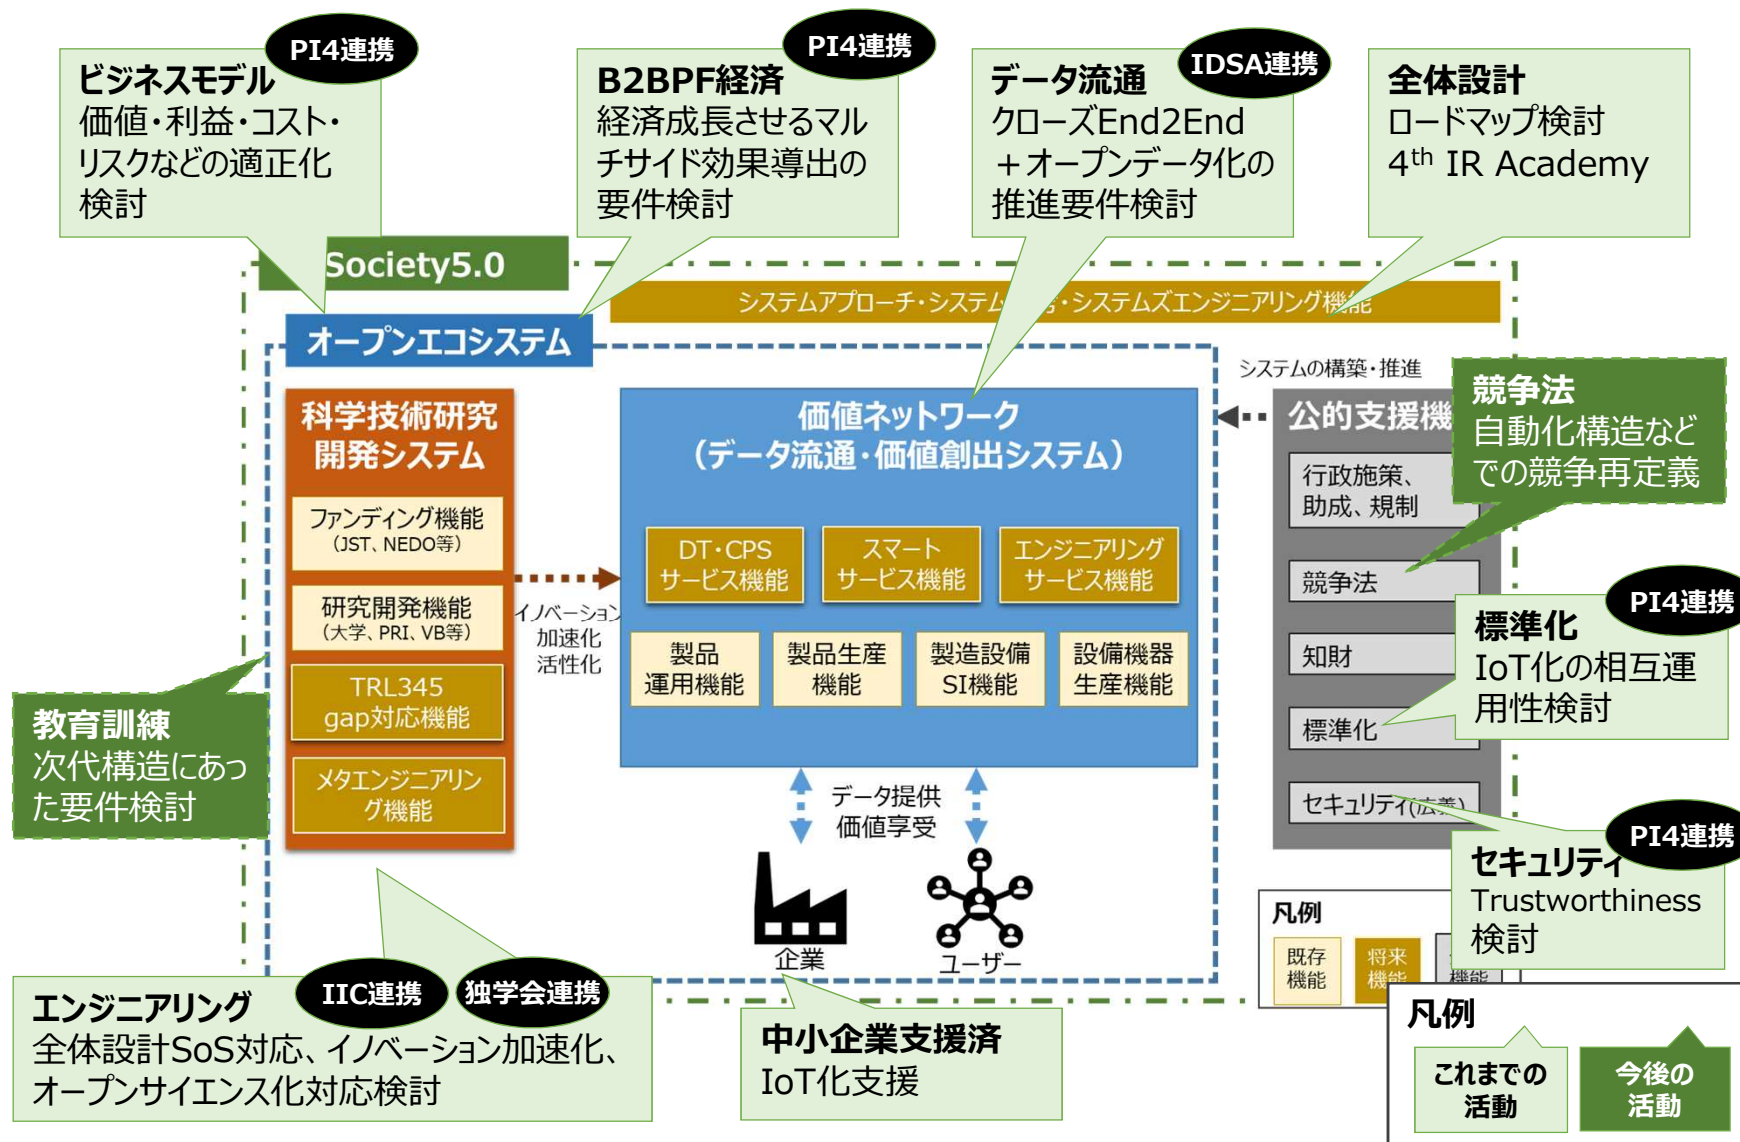 PI4連携
ビジネスモデル
価値・利益・コスト・
リスクなどの適正化
検討
PI4連携
B2BPF経済
経済成長させるマル
チサイド効果導出の
要件検討
IDSA連携
データ流通
クローズEnd2End
+オープンデータ化の
推進要件検討
全体設計
ロードマップ検討
4th IR Academy
Society5.0
システムアプローチ・システム
・システムズエンジニアリング機能
オープンエコシステム
システムの構築・推進
科学技術研究
開発システム
ファンディング機能
(JST、NEDO等)
研究開発機能
(大学、PRI、VB等)
TRL345
gap対応機能
メタエンジニアリン
グ機能
イノベーション
加速化
活性化
価値ネットワーク
(データ流通・価値創出システム)
DT・CPS
サービス機能
スマート
サービス機能
エンジニアリング
サービス機能
製品
運用機能
製品生産
機能
製造設備
SI機能
設備機器
生産機能
データ提供
価値享受
企業
ユーザー
公的支援機
行政施策、
助成、規制
競争法
知財
標準化
セキュリティ(広義)
競争法
自動化構造など
での競争再定義
PI4連携
標準化
IoT化の相互運
用性検討
PI4連携
セキュリティ
Trustworthiness
検討
教育訓練
次代構造にあっ
た要件検討
IIC連携
独学会連携
エンジニアリング
全体設計SoS対応、イノベーション加速化、
オープンサイエンス化対応検討
中小企業支援済
IoT化支援
凡例
既存
機能
将来
機能
機能
凡例
これまでの
活動
今後の
活動